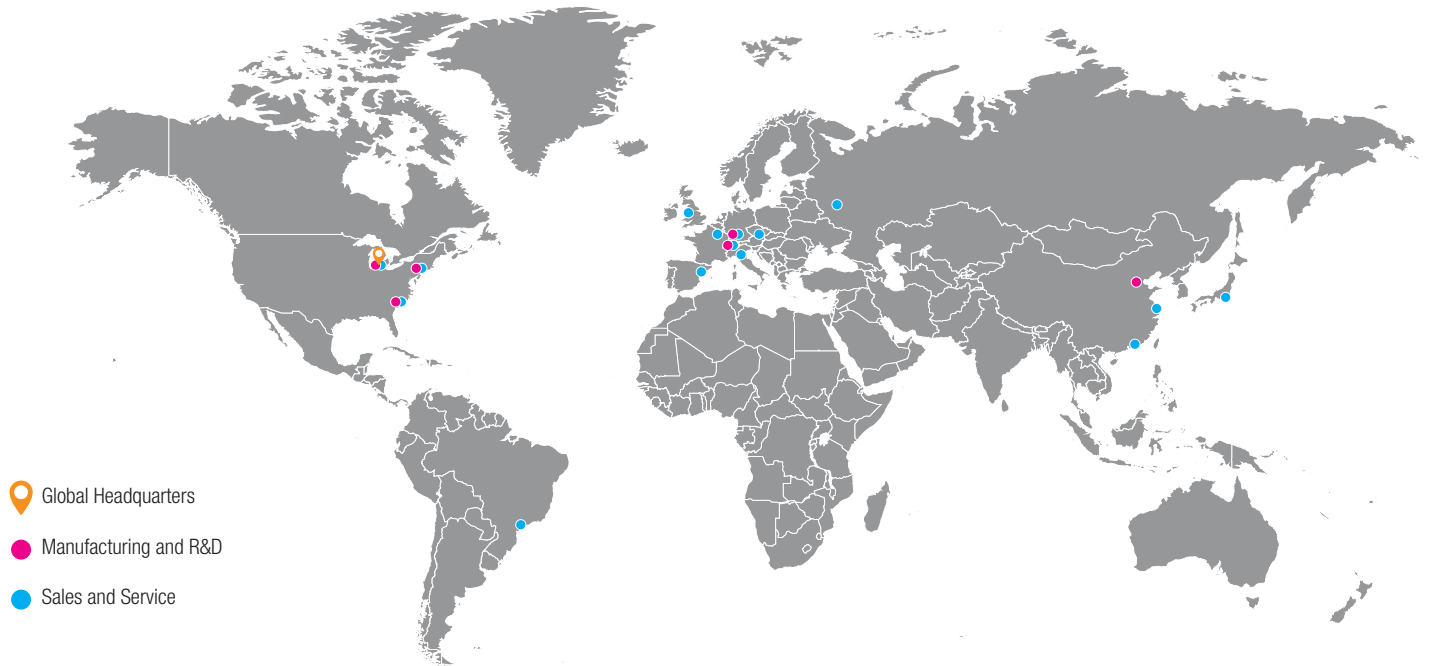 Global Headquarters
Manufacturing and R&D
Sales and Service